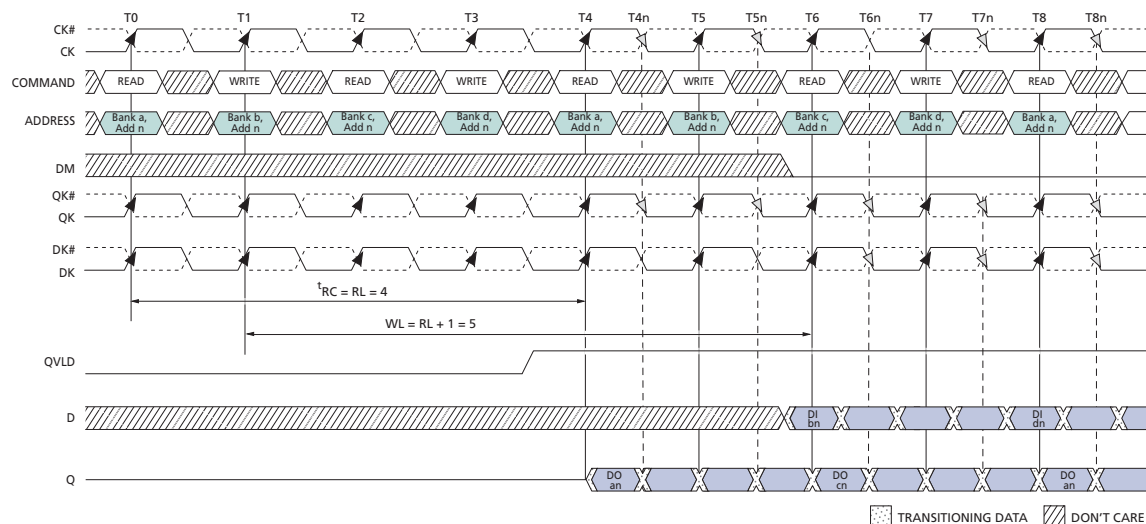 T0 T1 T2 T3 T4 T4n T5 T5n T6 T6n T7 T7n T8 T8n
CK#
CK
COMMAND READ WRITE READ WRITE READ WRITE READ WRITE READ
ADDRESS Bank a, Add n Bank b, Add n Bank c, Add n Bank d, Add n Bank a, Add n Bank b, Add n Bank c, Add n Bank d, Add n Bank a, Add n
DM
QK#
QK
DK#
DK
tRC = RL = 4
WL = RL + 1 = 5
QVLD
D DI bn DI dn
Q DO an DO cn DO an
TRANSITIONING DATA DON'T CARE